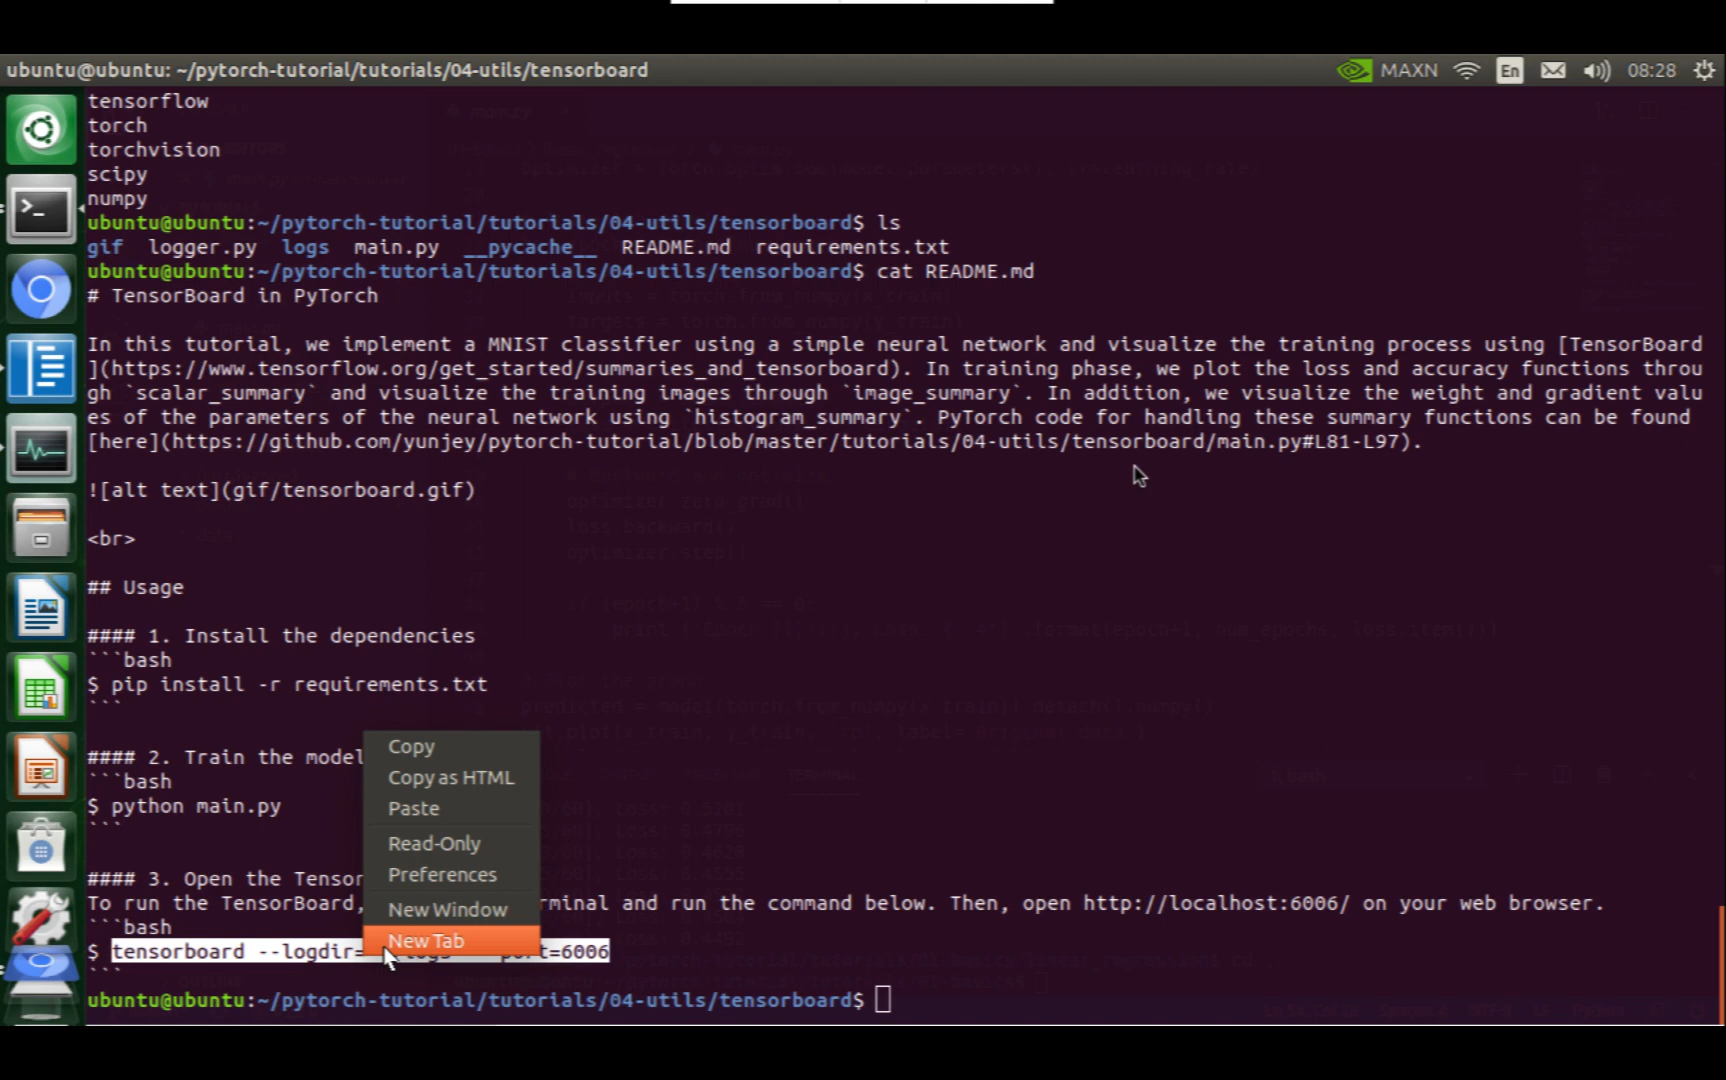 ubuntu@ubuntu: ~/pytorch-tutorial/tutorials/04-utils/tensorboard
MAXN
En
08:28
tensorflow
torch
torchvision
scipy
numpy
ubuntu@ubuntu:~/pytorch-tutorial/tutorials/04-utils/tensorboard$ ls
gif logger.py logs main.py __pycache__ README.md requirements.txt
ubuntu@ubuntu:~/pytorch-tutorial/tutorials/04-utils/tensorboard$ cat README.md
# TensorBoard in PyTorch
In this tutorial, we implement a MNIST classifier using a simple neural network and visualize the training process using [TensorBoard
](https://www.tensorflow.org/get_started/summaries_and_tensorboard). In training phase, we plot the loss and accuracy functions throu
gh `scalar_summary` and visualize the training images through `image_summary`. In addition, we visualize the weight and gradient valu
es of the parameters of the neural network using `histogram_summary`. PyTorch code for handling these summary functions can be found
[here](https://github.com/yunjey/pytorch-tutorial/blob/master/tutorials/04-utils/tensorboard/main.py#L81-L97).
![alt text](gif/tensorboard.gif)
<br>
## Usage
#### 1. Install the dependencies
```bash
$ pip install -r requirements.txt
```
#### 2. Train the model
```bash
$ python main.py
```
#### 3. Open the Tensor
To run the TensorBoard, rminal and run the command below. Then, open http://localhost:6006/ on your web browser.
```bash
$ tensorboard --logdir= port=6006
```
ubuntu@ubuntu:~/pytorch-tutorial/tutorials/04-utils/tensorboard$
Copy
Copy as HTML
Paste
Read-Only
Preferences
New Window
New Tab